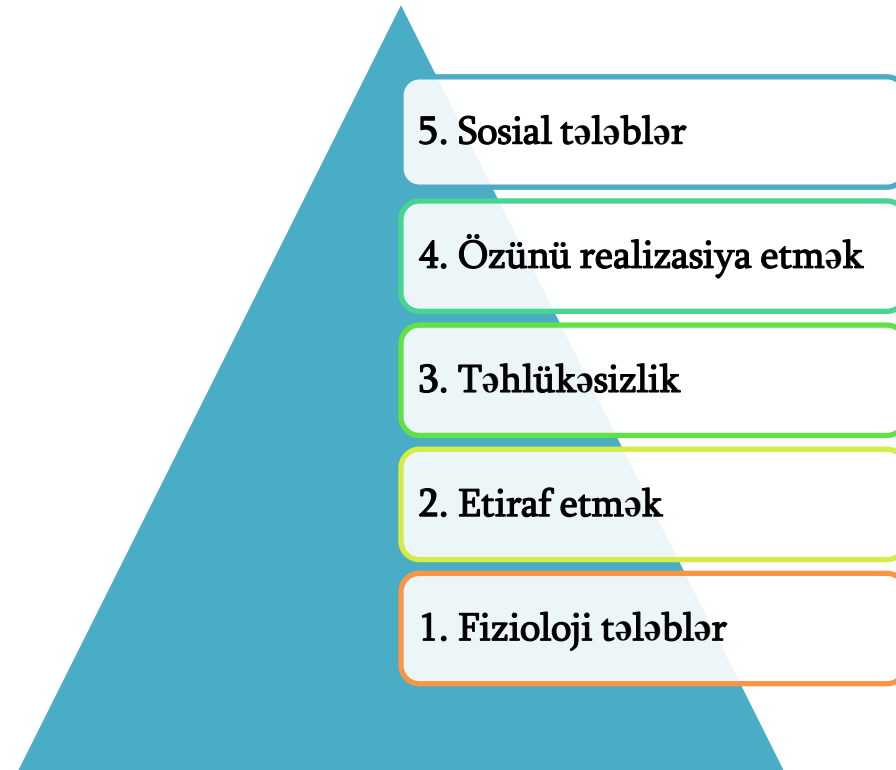 5. Sosial tələblər
4. Özünü realizasiya etmək
3. Təhlükəsizlik
2. Etiraf etmək
1. Fizioloji tələblər